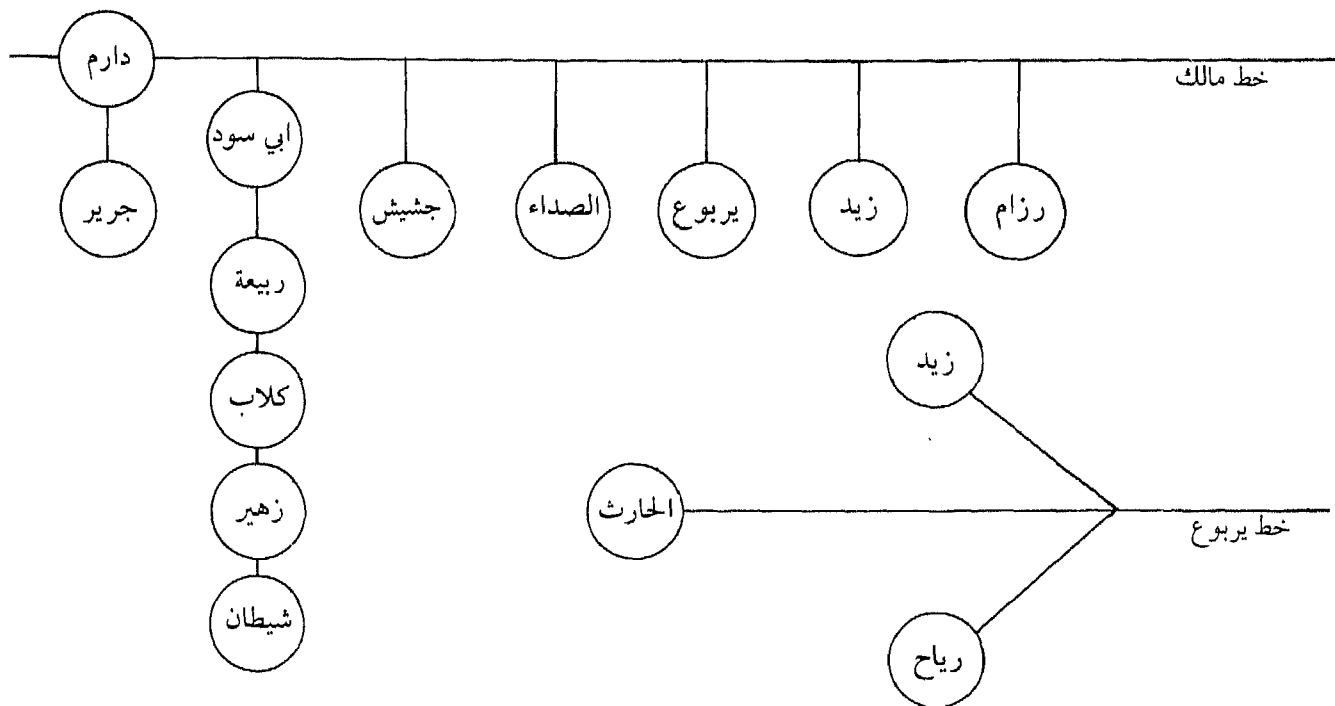 خط مالك
دارم
ابي سود
رزام
زيد
يربوع
الصداء
جشيش
جرير
ربيعة
زيد
كلاب
الحارث
زهير
خط يربوع
شيطان
رياح